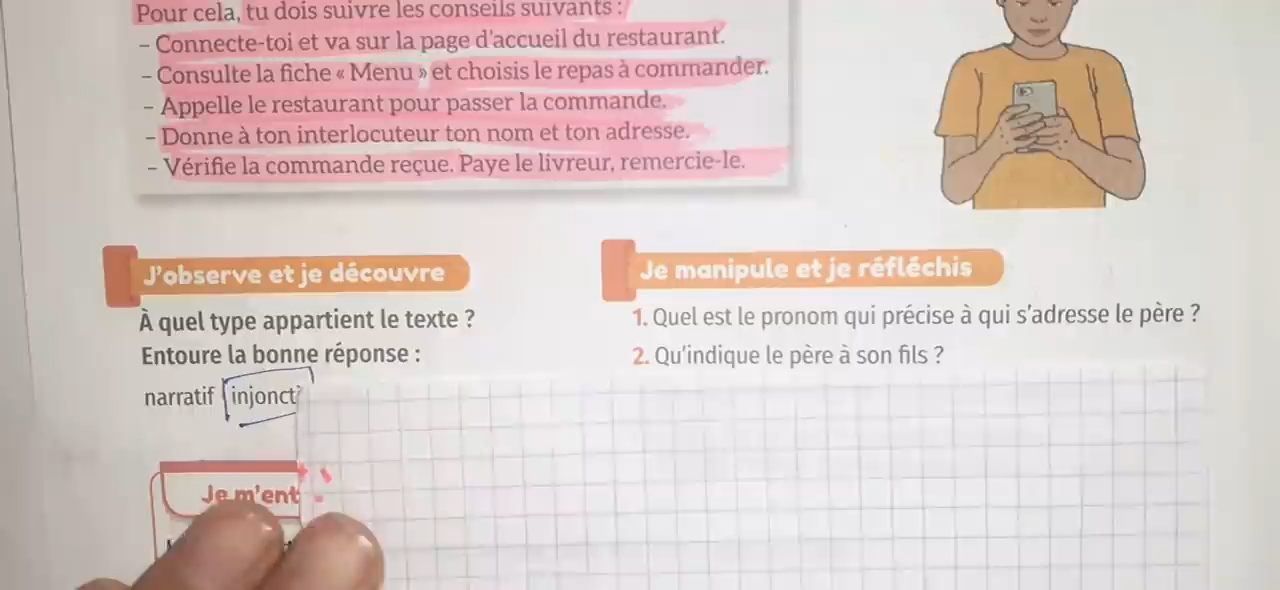 Pour cela, tu dois suivre les conseils suivants :
– Connecte-toi et va sur la page d'accueil du restaurant.
– Consulte la fiche « Menu » et choisis le repas à commander.
– Appelle le restaurant pour passer la commande.
– Donne à ton interlocuteur ton nom et ton adresse.
– Vérifie la commande reçue. Paye le livreur, remercie-le.
J'observe et je découvre
À quel type appartient le texte ?
Entoure la bonne réponse :
narratif injonct
Je m'ent
Je manipule et je réfléchis
1. Quel est le pronom qui précise à qui s'adresse le père ?
2. Qu'indique le père à son fils ?